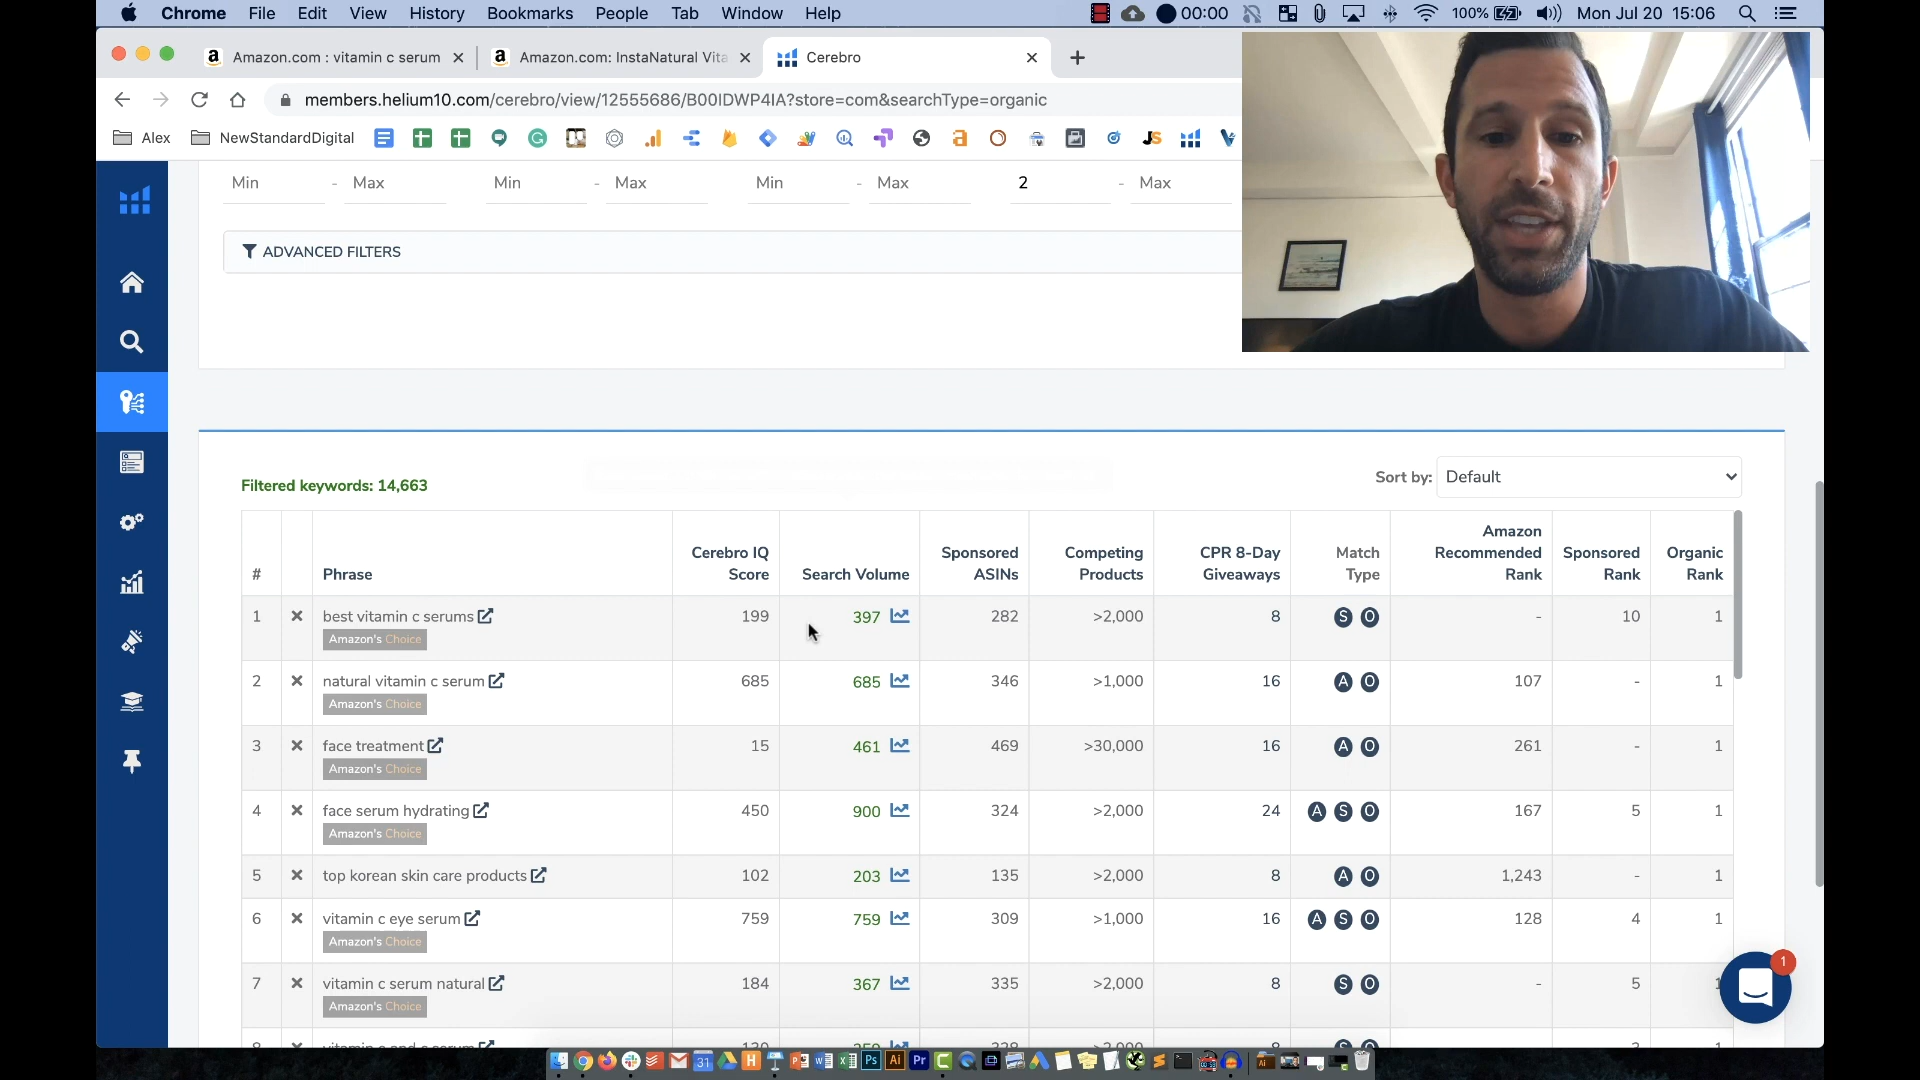 Chrome File Edit View History Bookmarks People Tab Window Help 00:00 100% Mon Jul 20 15:06
Amazon.com : vitamin c serum Amazon.com: InstaNatural Vita Cerebro
members.helium10.com/cerebro/view/12555686/B00IDWP4IA?store=com&searchType=organic
Alex NewStandardDigital
Min - Max Min - Max Min - Max 2 - Max
ADVANCED FILTERS
Filtered keywords: 14,663 Sort by: Default
# Phrase Cerebro IQ Score Search Volume Sponsored ASINs Competing Products CPR 8-Day Giveaways Match Type Amazon Recommended Rank Sponsored Rank Organic Rank
1 best vitamin c serums 199 397 282 >2,000 8 S O - 10 1
Amazon's Choice
2 natural vitamin c serum 685 685 346 >1,000 16 A O 107 - 1
Amazon's Choice
3 face treatment 15 461 469 >30,000 16 A O 261 - 1
Amazon's Choice
4 face serum hydrating 450 900 324 >2,000 24 A S O 167 5 1
Amazon's Choice
5 top korean skin care products 102 203 135 >2,000 8 A O 1,243 - 1
6 vitamin c eye serum 759 759 309 >1,000 16 A S O 128 4 1
Amazon's Choice
7 vitamin c serum natural 184 367 335 >2,000 8 S O - 5 1
Amazon's Choice
1